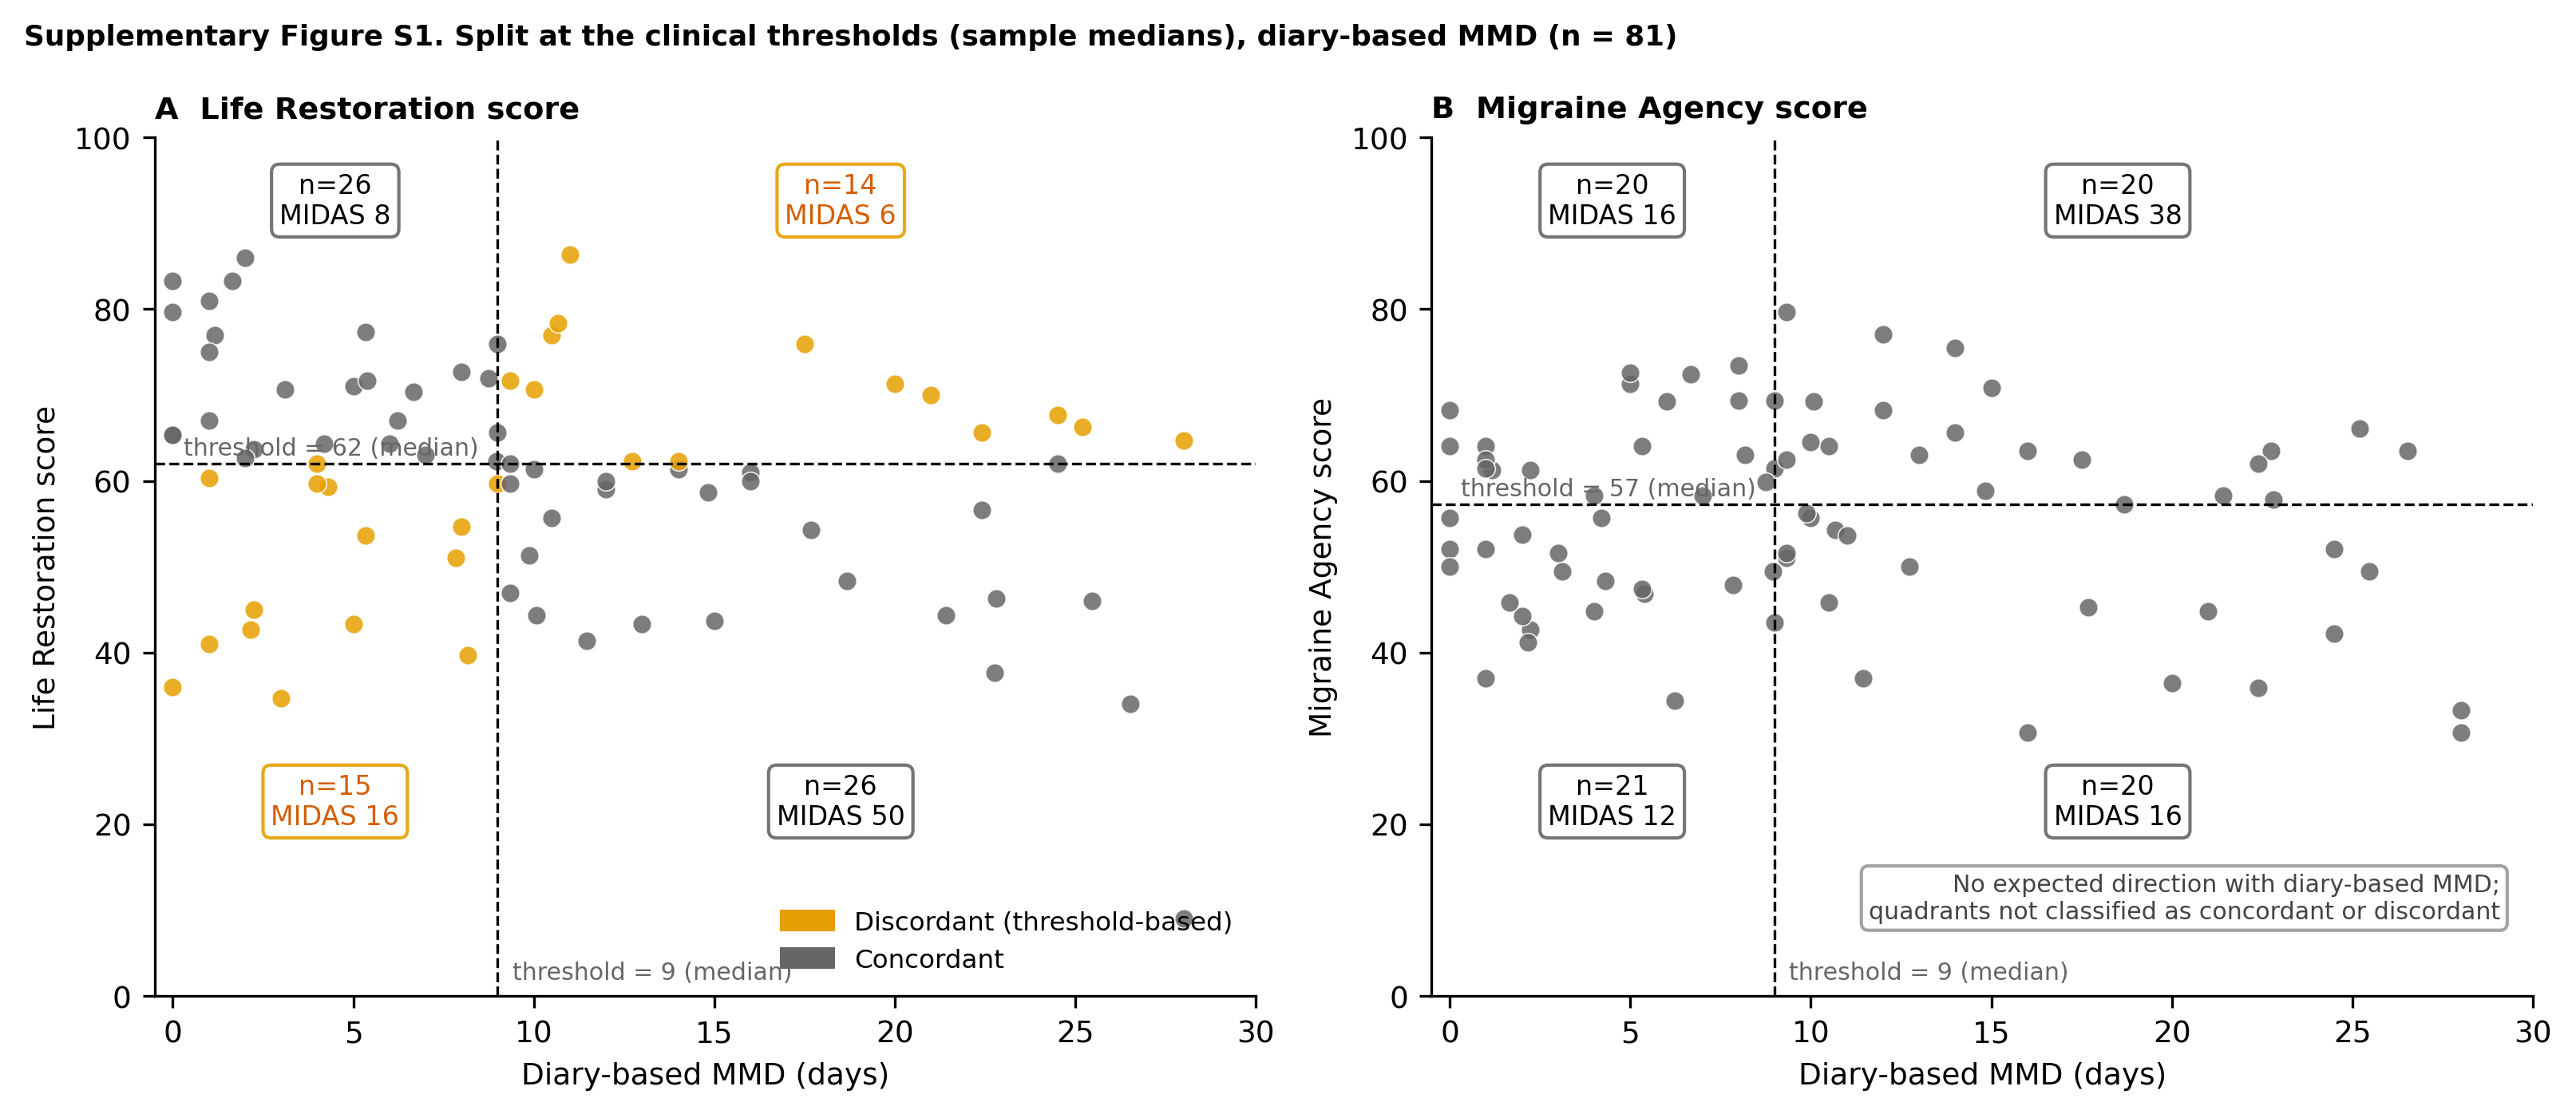 Supplementary Figure S1. Split at the clinical thresholds (sample medians), diary-based MMD (n = 81)
A Life Restoration score
100
80
60
40
20
0
Life Restoration score
n=26
MIDAS 8
n=14
MIDAS 6
threshold = 62 (median)
n=15
MIDAS 16
n=26
MIDAS 50
Discordant (threshold-based)
Concordant
threshold = 9 (median)
0 5 10 15 20 25 30
Diary-based MMD (days)
B Migraine Agency score
100
80
60
40
20
0
Migraine Agency score
n=20
MIDAS 16
n=20
MIDAS 38
threshold = 57 (median)
n=21
MIDAS 12
n=20
MIDAS 16
No expected direction with diary-based MMD;
quadrants not classified as concordant or discordant
threshold = 9 (median)
0 5 10 15 20 25 30
Diary-based MMD (days)